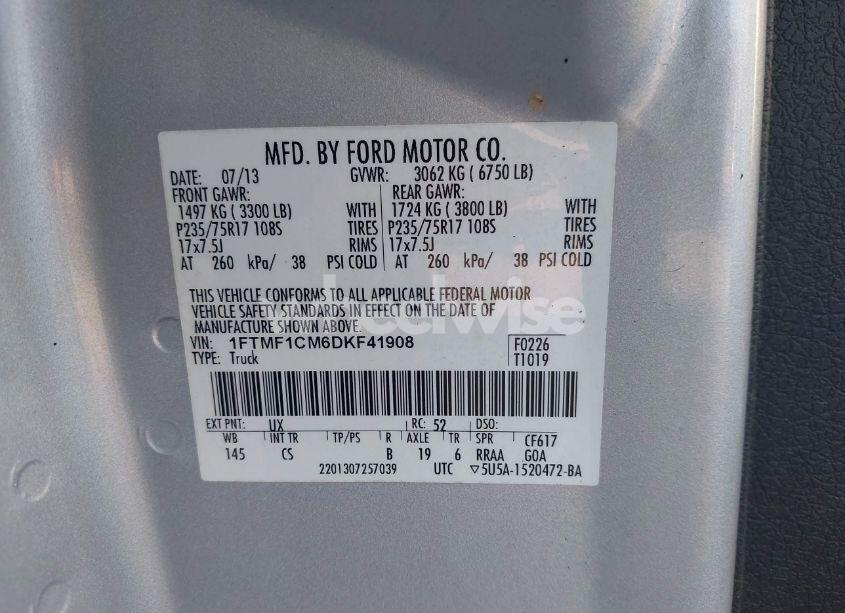 MFD. BY FORD MOTOR CO.
DATE: 07/13 GVWR: 3062 KG ( 6750 LB)
FRONT GAWR: REAR GAWR:
1497 KG ( 3300 LB) WITH 1724 KG ( 3800 LB) WITH
P235/75R17 108S TIRES P235/75R17 108S TIRES
17x7.5J RIMS 17x7.5J RIMS
AT 260 kPa/ 38 PSI COLD AT 260 kPa/ 38 PSI COLD
THIS VEHICLE CONFORMS TO ALL APPLICABLE FEDERAL MOTOR
VEHICLE SAFETY STANDARDS IN EFFECT ON THE DATE OF
MANUFACTURE SHOWN ABOVE.
VIN: 1FTMF1CM6DKF41908 F0226
TYPE: Truck T1019
EXT PNT: UX RC: 52 DSO:
WB INT TR TP/PS R AXLE TR SPR CF617
145 CS B 19 6 RRAA GOA
2201307257039 UTC ▽5U5A-1520472-BA